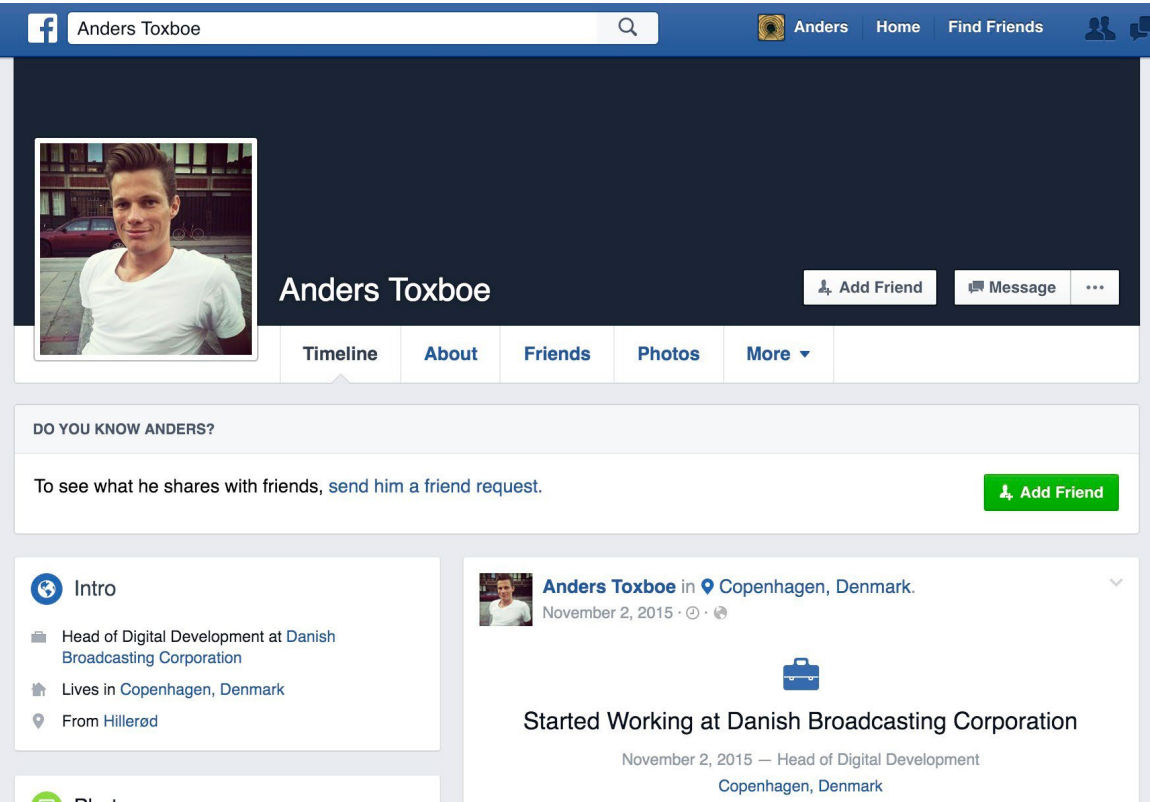 f
Anders Toxboe
Anders
Home
Find Friends
Anders Toxboe
Add Friend
Message
...
Timeline
About
Friends
Photos
More
DO YOU KNOW ANDERS?
To see what he shares with friends, send him a friend request.
Add Friend
Intro
Head of Digital Development at Danish
Broadcasting Corporation
Lives in Copenhagen, Denmark
From Hillerød
Anders Toxboe in Copenhagen, Denmark.
November 2, 2015 · ·
Started Working at Danish Broadcasting Corporation
November 2, 2015 — Head of Digital Development
Copenhagen, Denmark